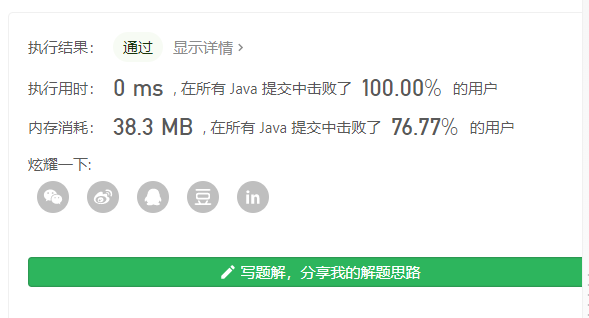 执行结果： 通过 显示详情 ›
执行用时： 0 ms , 在所有 Java 提交中击败了 100.00% 的用户
内存消耗： 38.3 MB , 在所有 Java 提交中击败了 76.77% 的用户
炫耀一下:
豆 in
写题解，分享我的解题思路